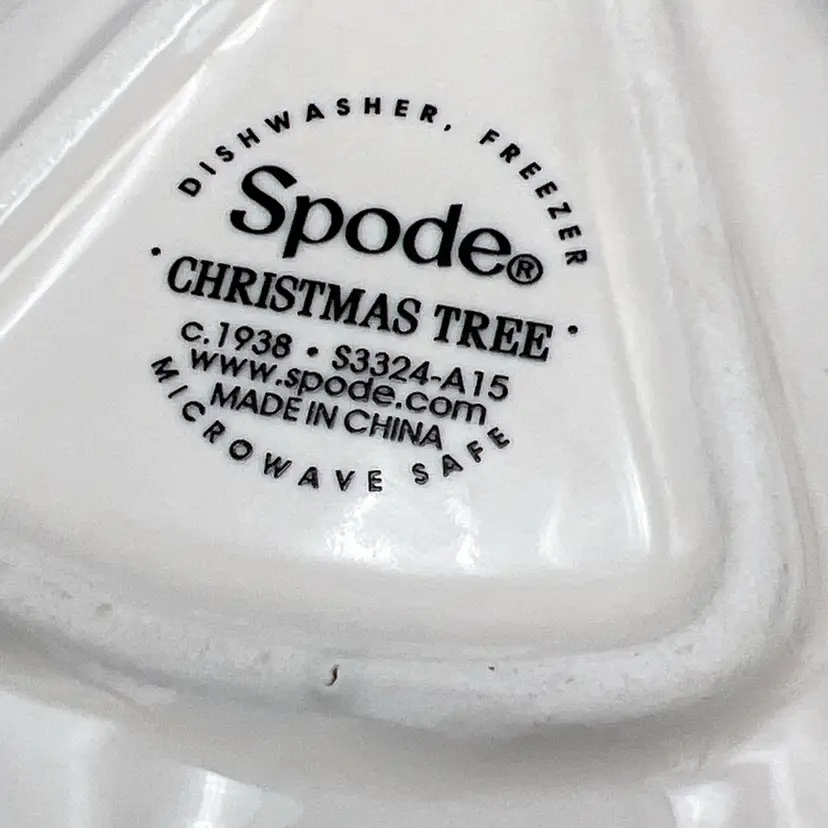 DISHWASHER, FREEZER
Spode®
· CHRISTMAS TREE ·
c.1938 · S3324-A15
www.spode.com
MADE IN CHINA
MICROWAVE SAFE